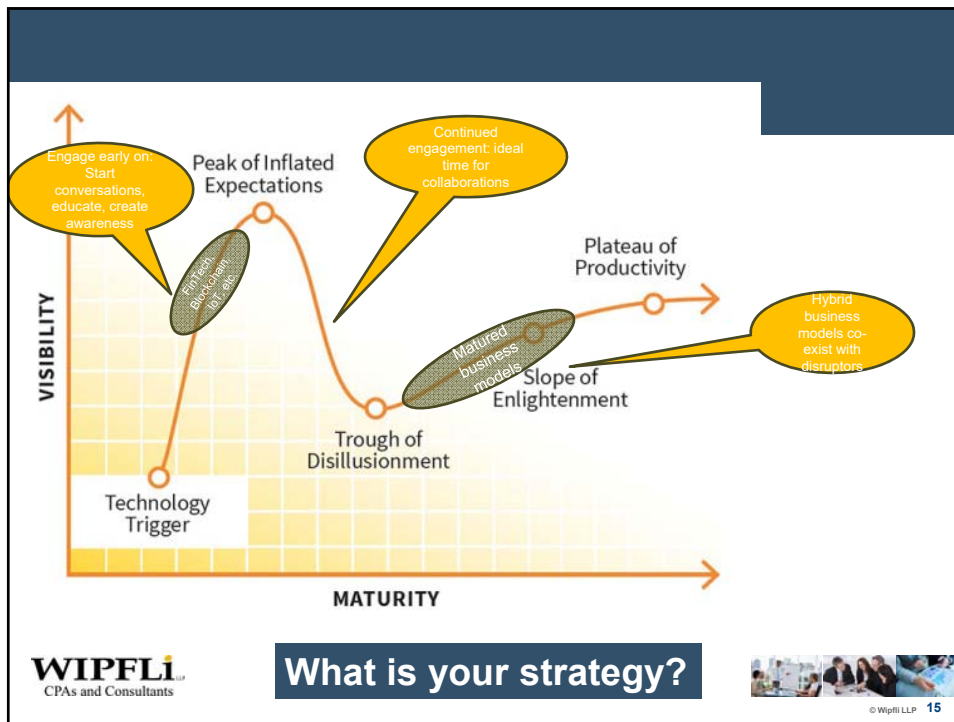 Engage early on:
Start
conversations,
educate, create
awareness
Peak of Inflated
Expectations
Continued
engagement: ideal
time for
collaborations
FinTech,
Blockchain,
IoT, etc.
Plateau of
Productivity
Hybrid
business
models co-
exist with
disruptors
Matured
business
models
Slope of
Enlightenment
Trough of
Disillusionment
Technology
Trigger
VISIBILITY
MATURITY
WIPFLi LLP
CPAs and Consultants
What is your strategy?
© Wipfli LLP 15